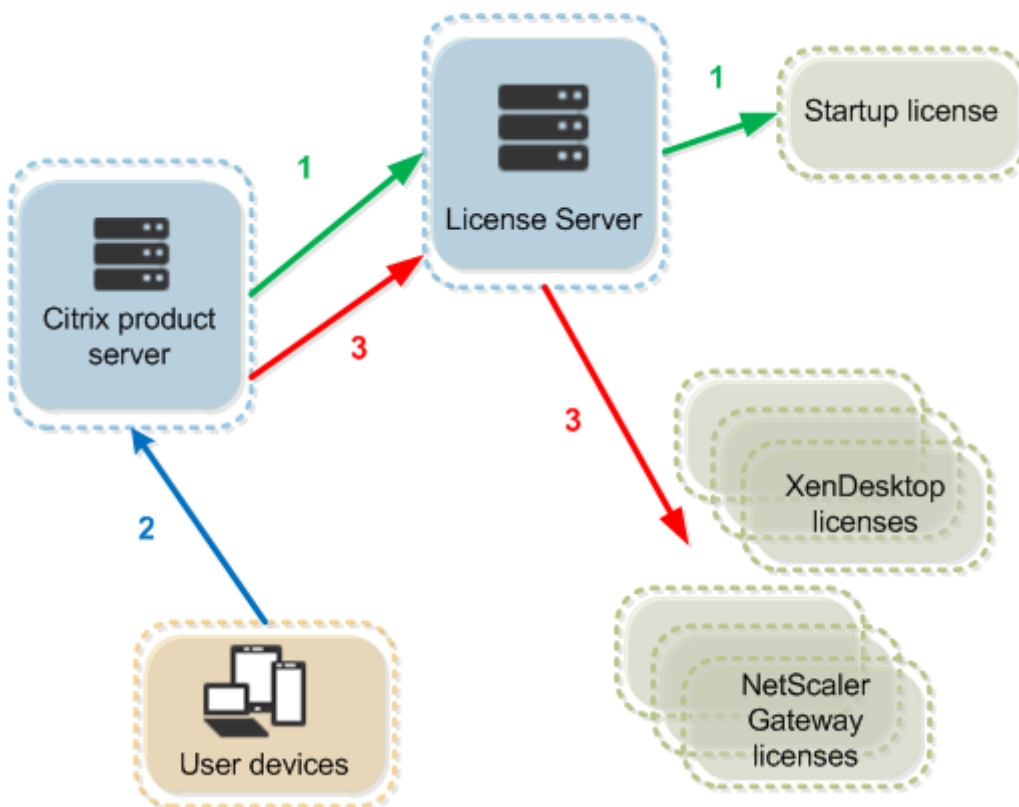 1
Startup license
1
License Server
Citrix product
server
3
3
XenDesktop
licenses
2
NetScaler
Gateway
licenses
User devices